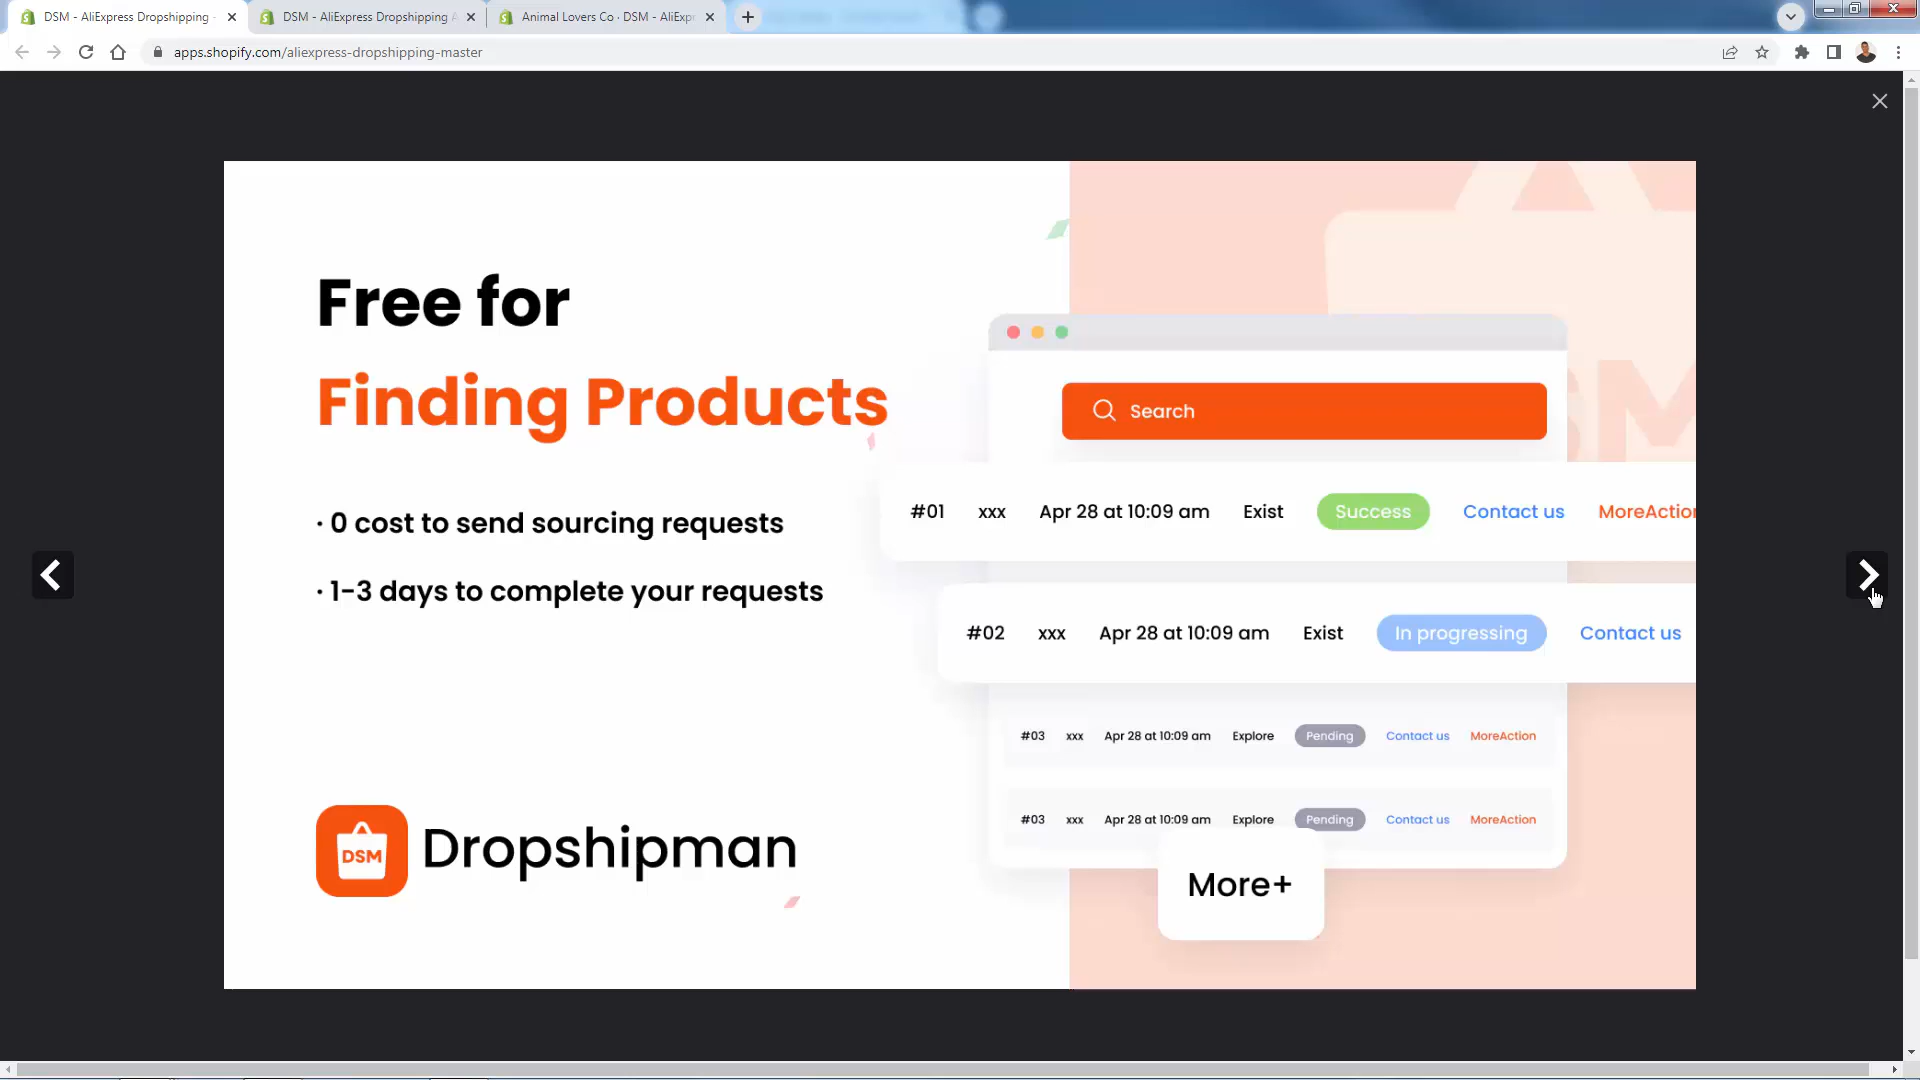 DSM - AliExpress Dropshipping -
DSM - AliExpress Dropshipping A
Animal Lovers Co · DSM - AliExp
apps.shopify.com/aliexpress-dropshipping-master
Free for
Finding Products
· 0 cost to send sourcing requests
· 1-3 days to complete your requests
DSM
Dropshipman
Search
#01 xxx Apr 28 at 10:09 am Exist Success Contact us MoreAction
#02 xxx Apr 28 at 10:09 am Exist In progressing Contact us
#03 xxx Apr 28 at 10:09 am Explore Pending Contact us MoreAction
#03 xxx Apr 28 at 10:09 am Explore Pending Contact us MoreAction
More+
SM